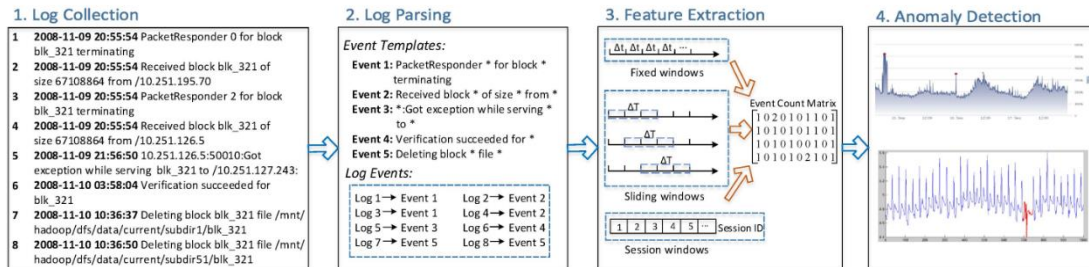 1. Log Collection
1 2008-11-09 20:55:54 PacketResponder 0 for block
blk_321 terminating
2 2008-11-09 20:55:54 Received block blk_321 of
size 67108864 from /10.251.195.70
3 2008-11-09 20:55:54 PacketResponder 2 for block
blk_321 terminating
4 2008-11-09 20:55:54 Received block blk_321 of
size 67108864 from /10.251.126.5
5 2008-11-09 21:56:50 10.251.126.5:50010:Got
exception while serving blk_321 to /10.251.127.243:
6 2008-11-10 03:58:04 Verification succeeded for
blk_321
7 2008-11-10 10:36:37 Deleting block blk_321 file /mnt/
hadoop/dfs/data/current/subdir1/blk_321
8 2008-11-10 10:36:50 Deleting block blk_321 file /mnt/
hadoop/dfs/data/current/subdir51/blk_321
2. Log Parsing
Event Templates:
Event 1: PacketResponder * for block *
terminating
Event 2: Received block * of size * from *
Event 3: *:Got exception while serving
to *
Event 4: Verification succeeded for *
Event 5: Deleting block * file *
Log Events:
Log 1 → Event 1 Log 2 → Event 2
Log 3 → Event 1 Log 4 → Event 2
Log 5 → Event 3 Log 6 → Event 4
Log 7 → Event 5 Log 8 → Event 5
3. Feature Extraction
Δt Δt Δt Δt ...
Fixed windows
ΔT
ΔT
ΔT
Sliding windows
1 2 3 4 5 ... Session ID
Session windows
Event Count Matrix
1 0 2 0 1 0 1 1 0 1
1 0 1 0 1 0 1 1 0 1
1 0 1 0 1 0 1 1 0 1
1 0 1 0 1 0 2 1 0 1
4. Anomaly Detection